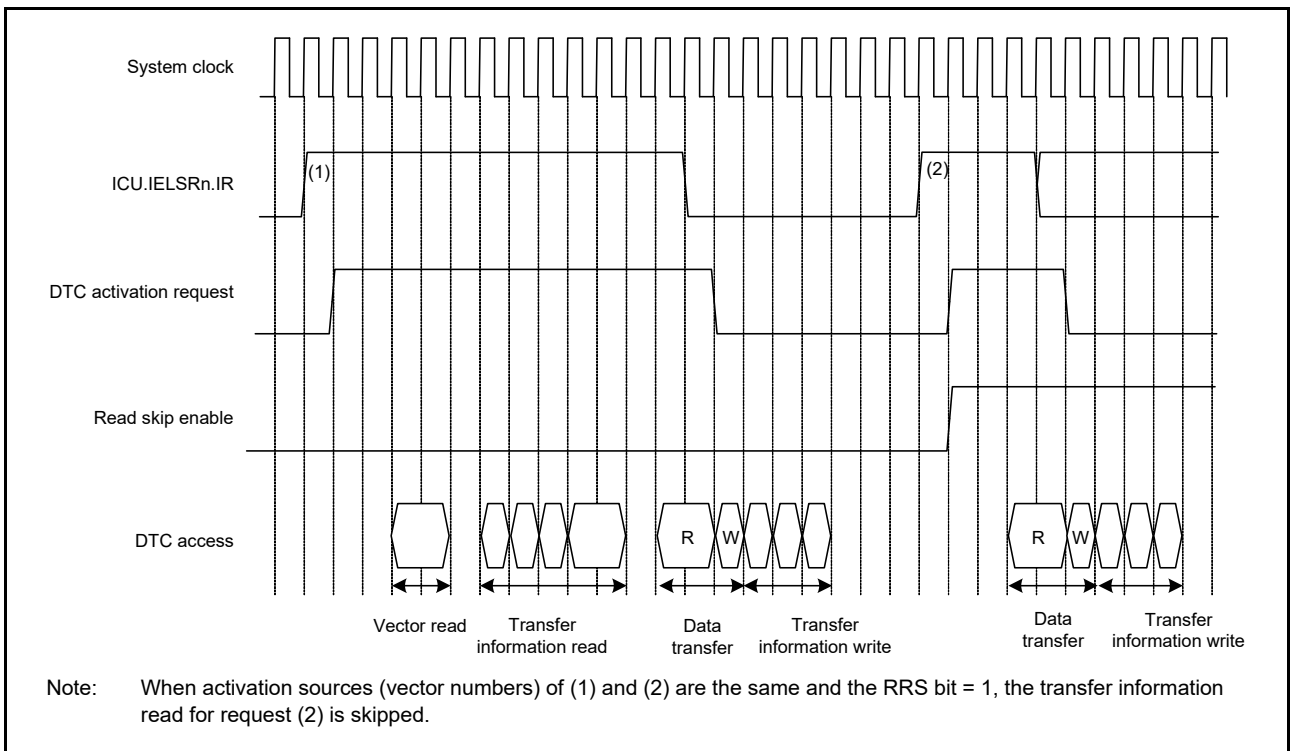 System clock
ICU.IELSRn.IR
(1)
(2)
DTC activation request
Read skip enable
DTC access
R
W
R
W
Vector read
Transfer
information read
Data
transfer
Transfer
information write
Data
transfer
Transfer
information write
Note: When activation sources (vector numbers) of (1) and (2) are the same and the RRS bit = 1, the transfer information
read for request (2) is skipped.